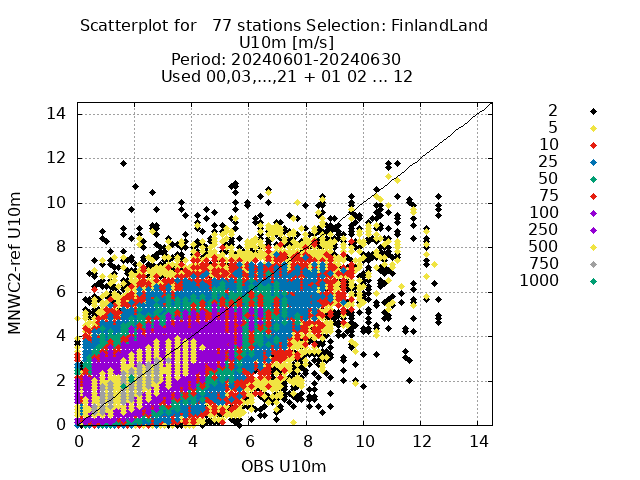 Scatterplot for   77 stations Selection: FinlandLand
U10m [m/s]
Period: 20240601-20240630
Used 00,03,...,21 + 01 02 ... 12
14
12
10
8
6
4
2
0
MNWC2-ref U10m
0 2 4 6 8 10 12 14
OBS U10m
2
5
10
25
50
75
100
250
500
750
1000